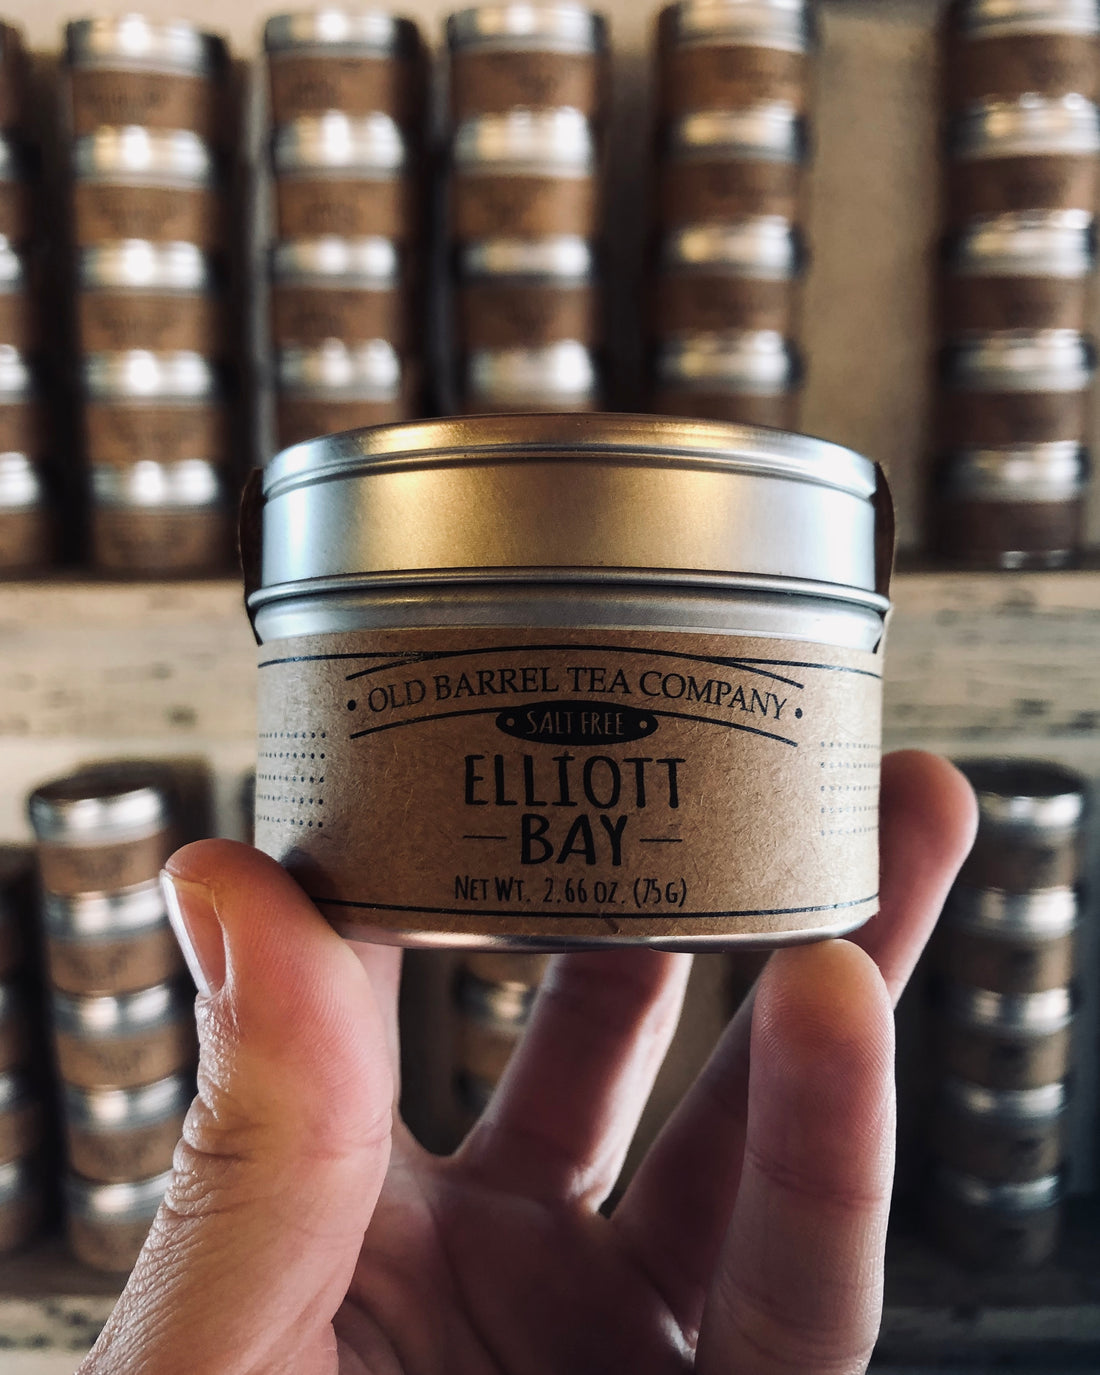 • OLD BARREL TEA COMPANY •
• SALT FREE •
ELLIOTT
— BAY —
NET WT. 2.66 OZ. (75G)